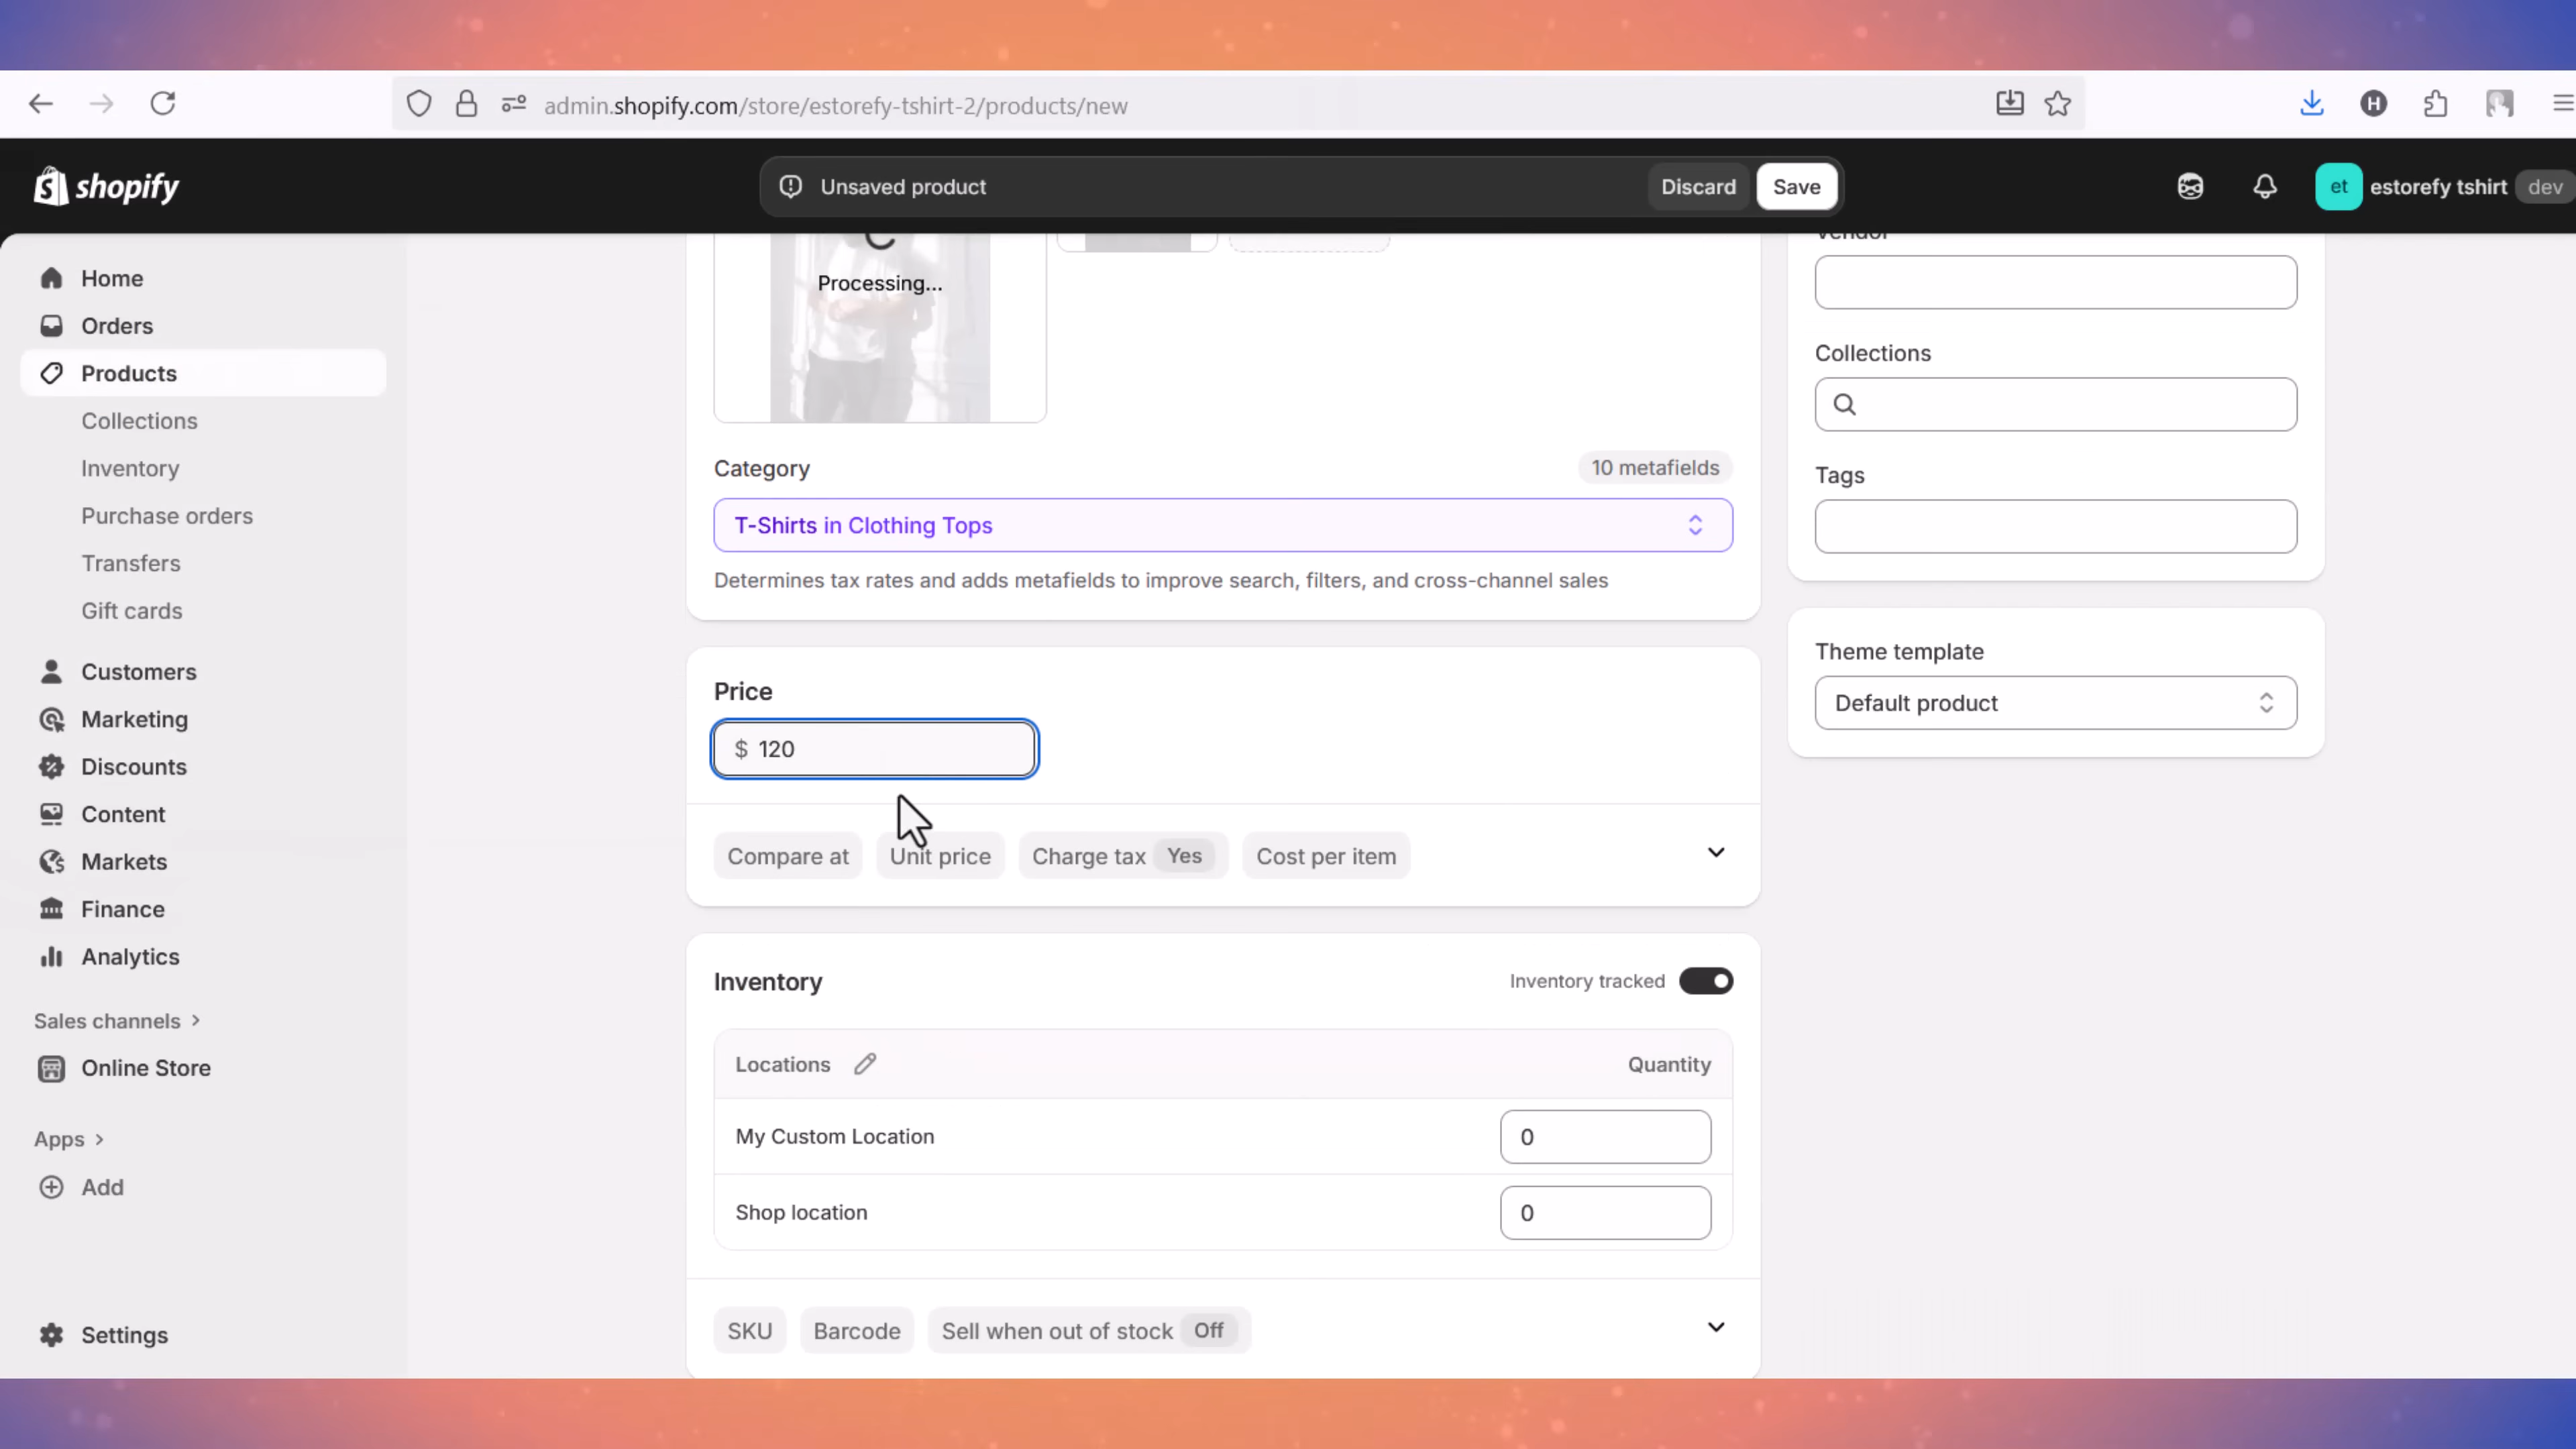 admin.shopify.com/store/estorefy-tshirt-2/products/new
H
shopify
Unsaved product
Discard
Save
et
estorefy tshirt
dev
Home
Orders
Products
Collections
Inventory
Purchase orders
Transfers
Gift cards
Customers
Marketing
Discounts
Content
Markets
Finance
Analytics
Sales channels
Online Store
Apps
Add
Settings
Processing...
Category
10 metafields
T-Shirts in Clothing Tops
Determines tax rates and adds metafields to improve search, filters, and cross-channel sales
Price
$ 120
Compare at
Unit price
Charge tax Yes
Cost per item
Inventory
Inventory tracked
Locations
Quantity
My Custom Location
0
Shop location
0
SKU
Barcode
Sell when out of stock Off
Vendor
Collections
Tags
Theme template
Default product